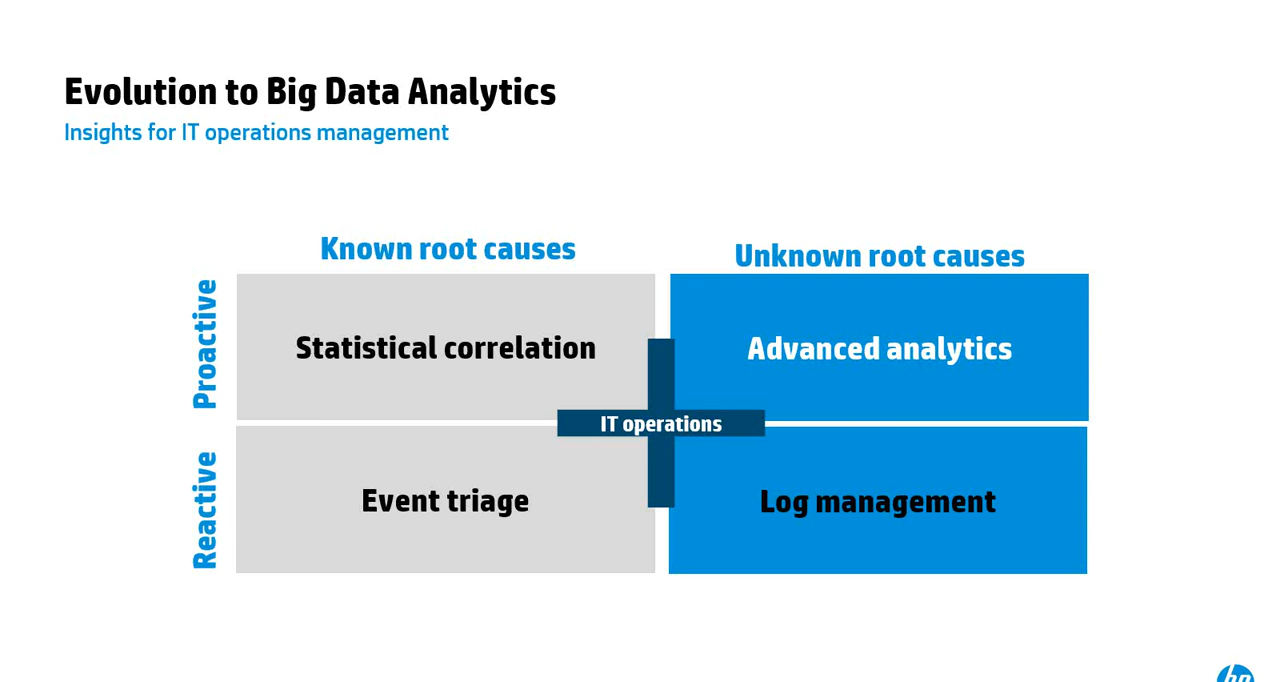 Evolution to Big Data Analytics
Insights for IT operations management
Known root causes
Unknown root causes
Proactive
Statistical correlation
Advanced analytics
IT operations
Reactive
Event triage
Log management
hp